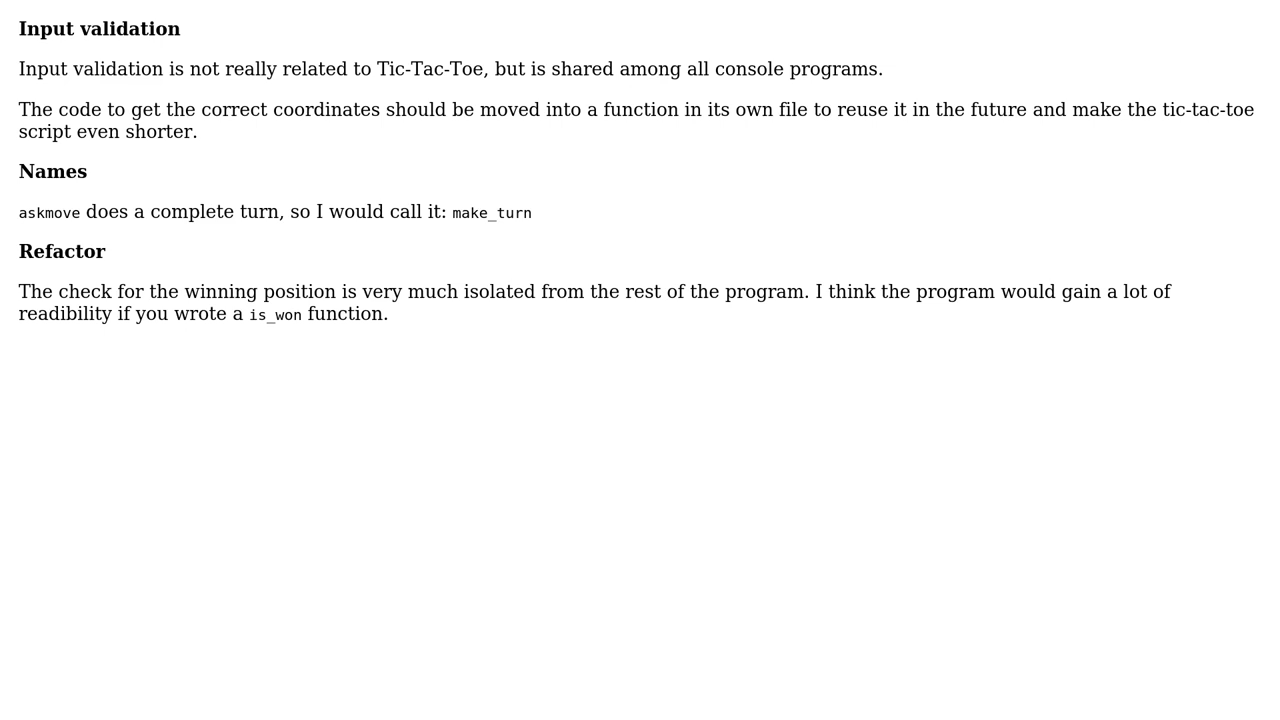 Input validation
Input validation is not really related to Tic-Tac-Toe, but is shared among all console programs.
The code to get the correct coordinates should be moved into a function in its own file to reuse it in the future and make the tic-tac-toe
script even shorter.
Names
askmove does a complete turn, so I would call it: make_turn
Refactor
The check for the winning position is very much isolated from the rest of the program. I think the program would gain a lot of
readibility if you wrote a is_won function.